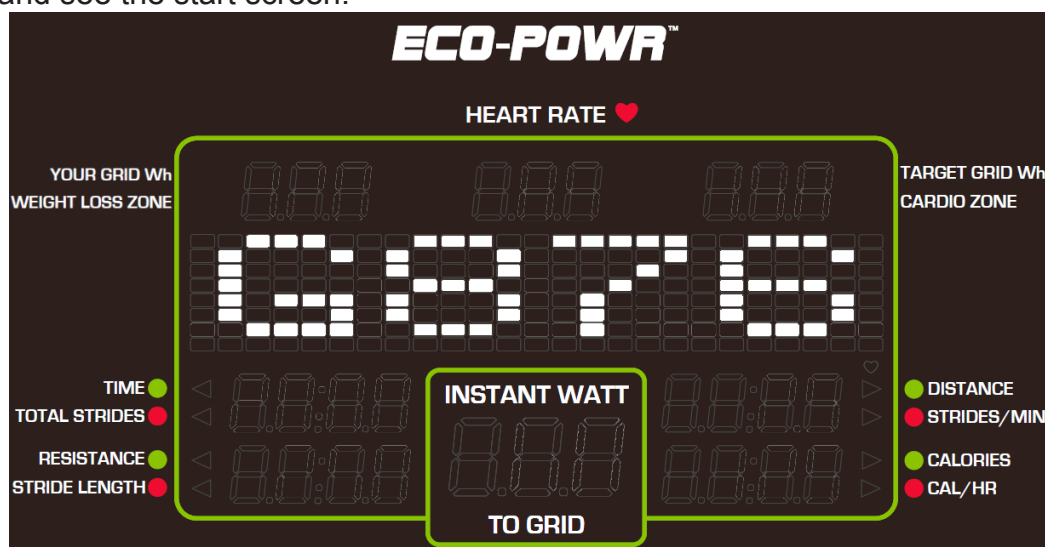 and see the start screen.
ECO-POWR™
HEART RATE
YOUR GRID Wh
WEIGHT LOSS ZONE
TARGET GRID Wh
CARDIO ZONE
G876
TIME
TOTAL STRIDES
RESISTANCE
STRIDE LENGTH
INSTANT WATT
TO GRID
DISTANCE
STRIDES/MIN
CALORIES
CAL/HR